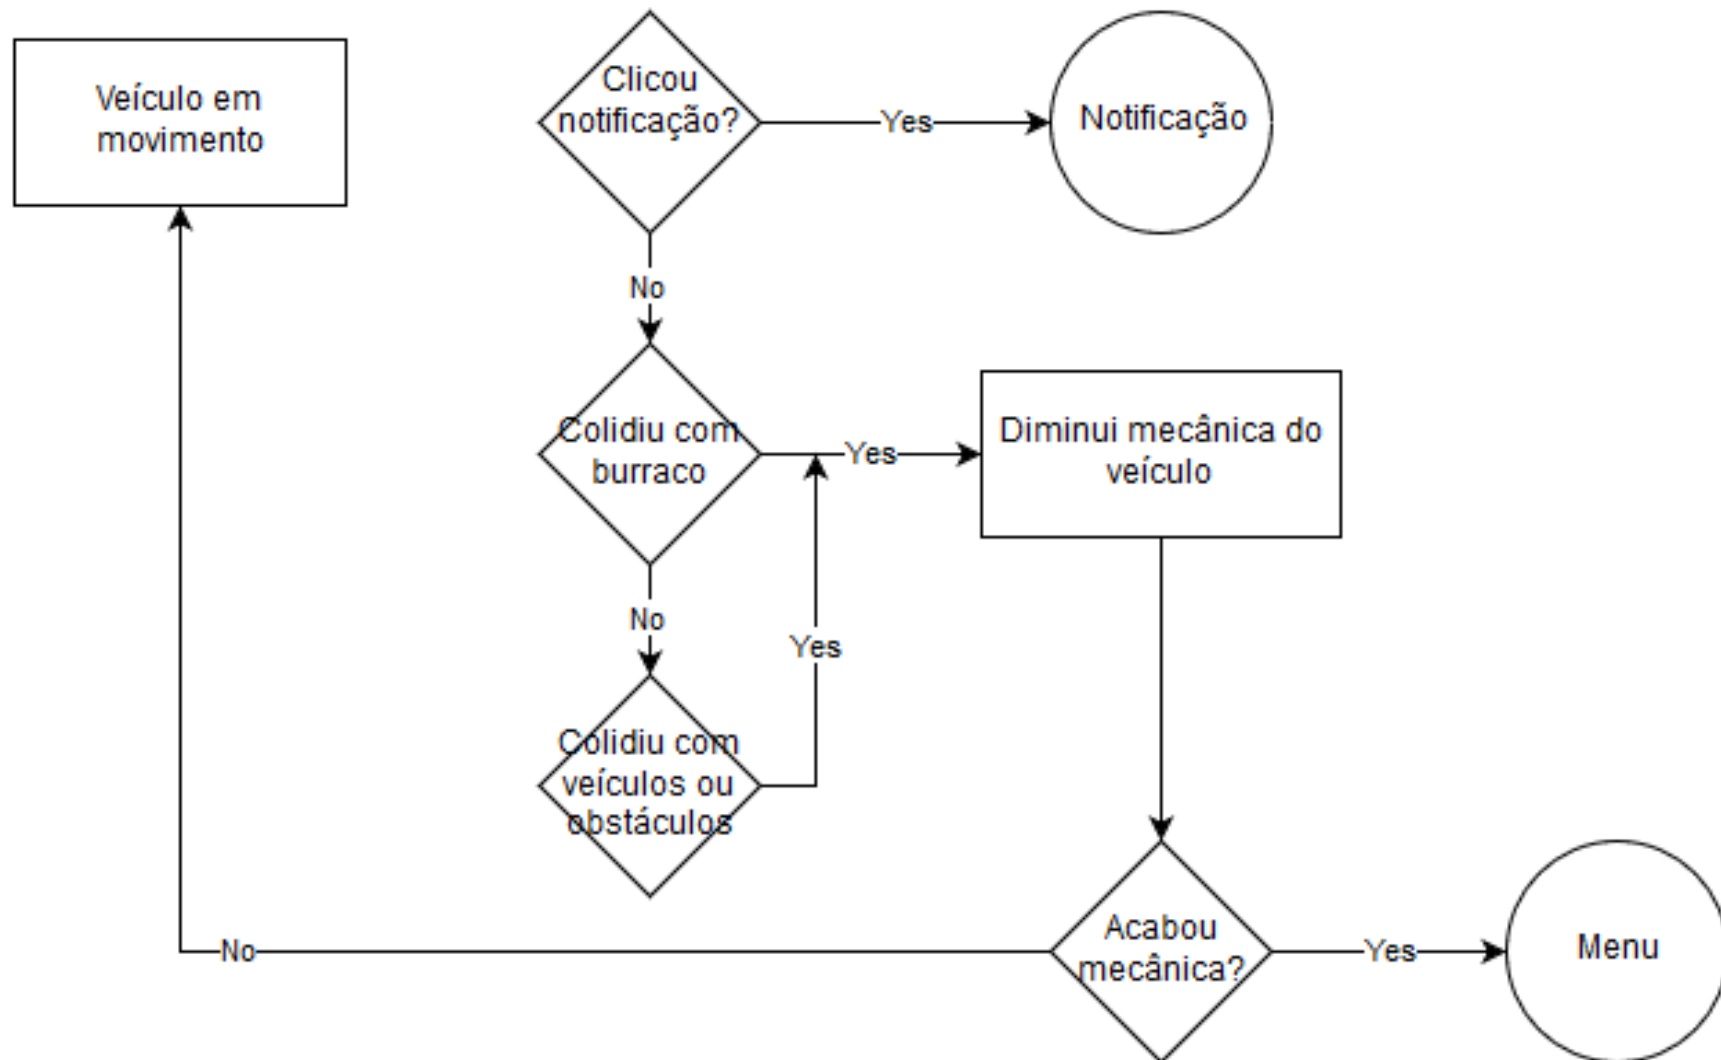 Veículo em
movimento
Clicou
notificação?
Yes
Notificação
No
Colidiu com
burraco
Yes
Diminui mecânica do
veículo
No
Yes
Colidiu com
veículos ou
obstáculos
Acabou
mecânica?
No
Yes
Menu